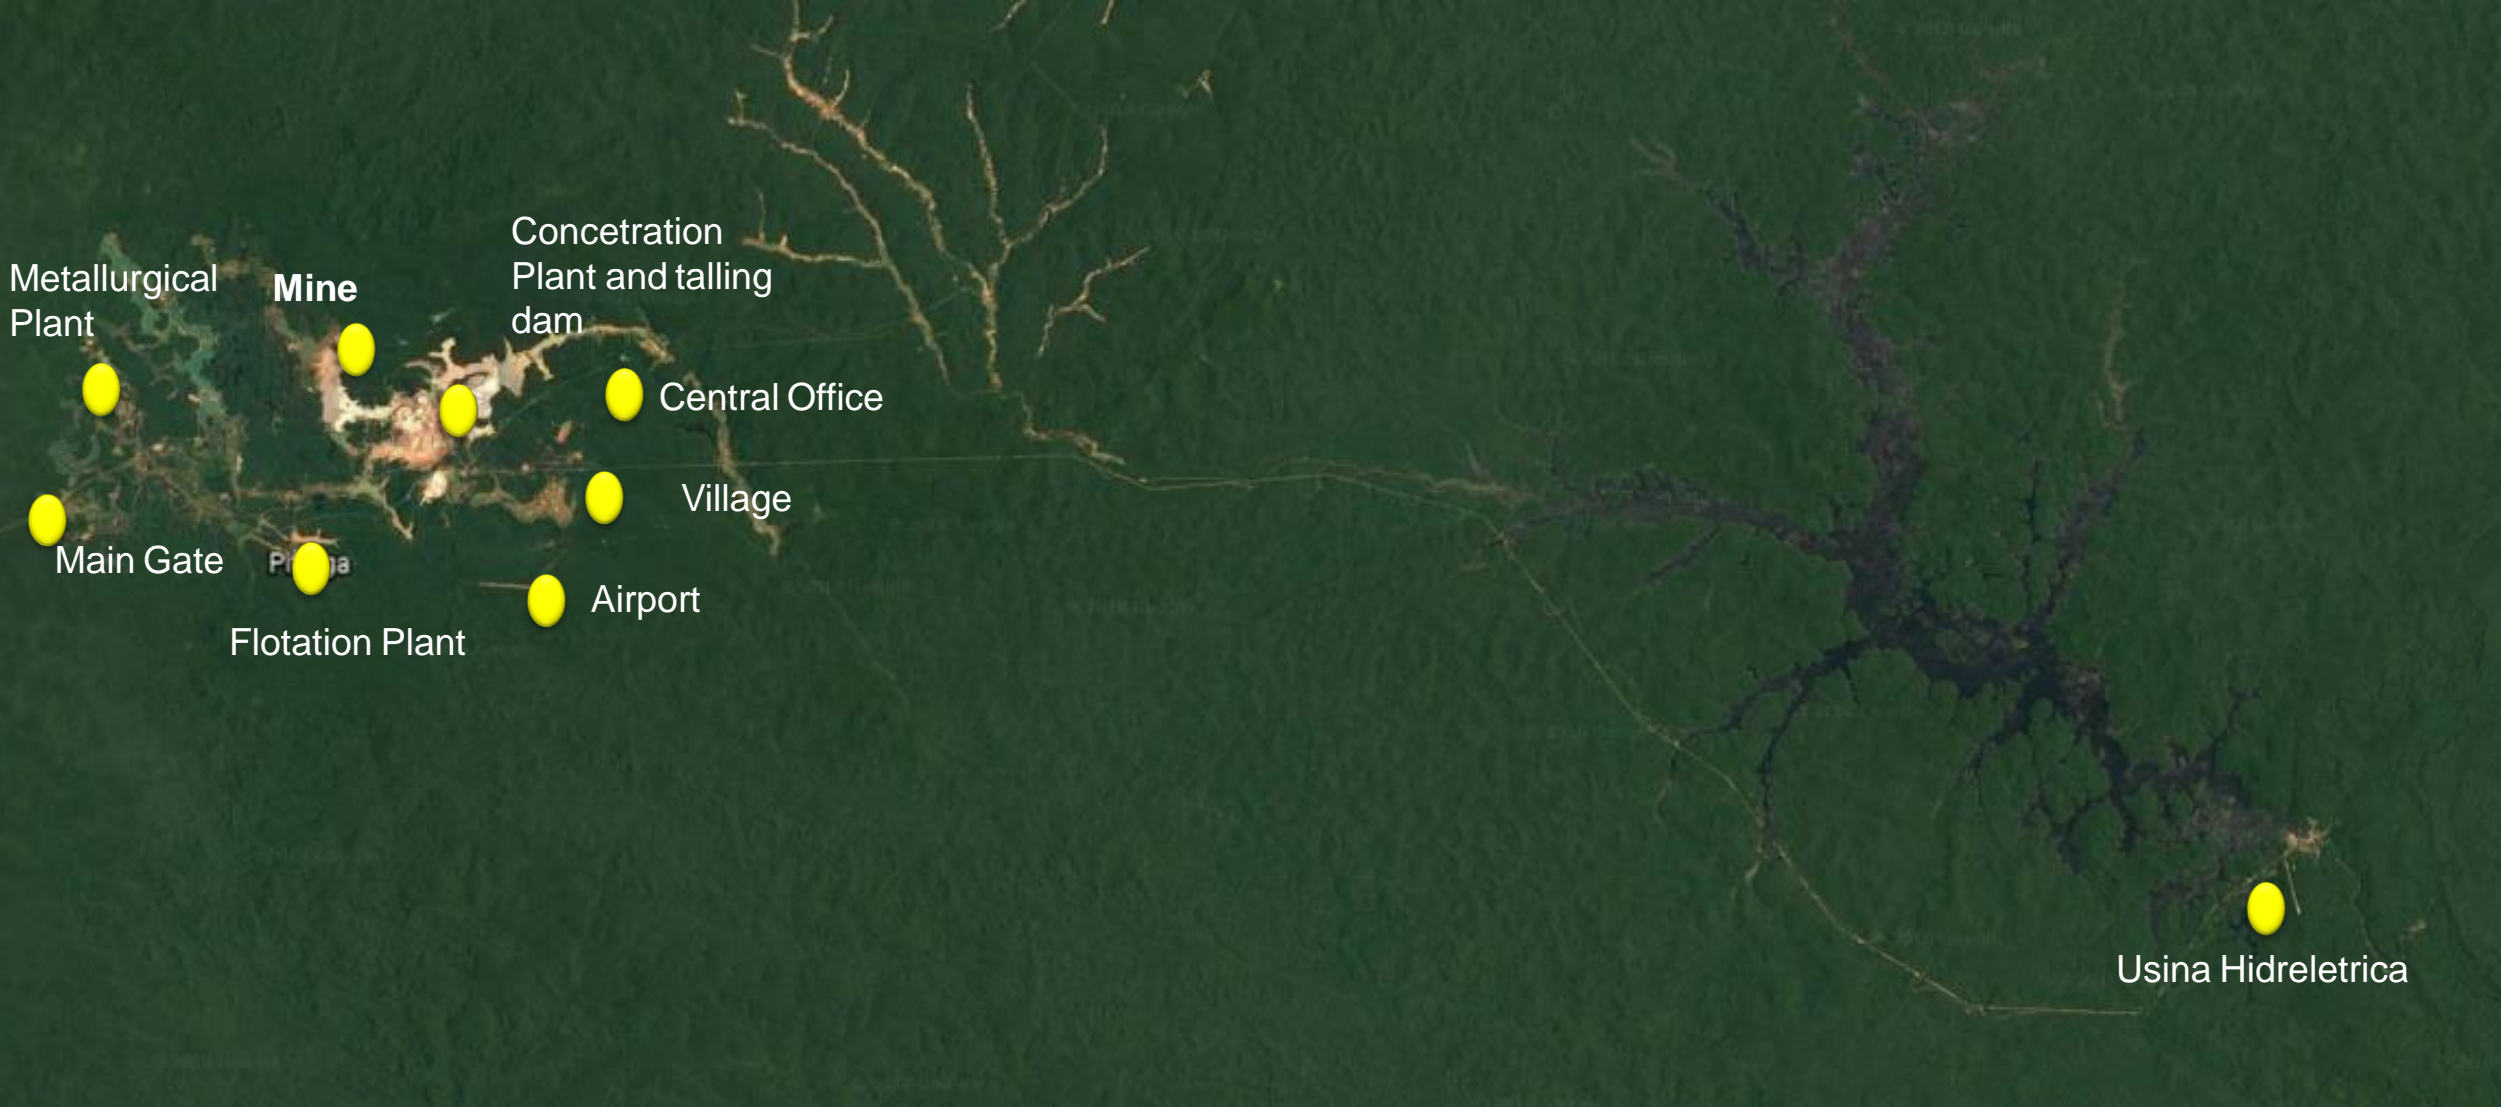 Concetration
Plant and talling
dam
Metallurgical
Plant
Mine
Central Office
Village
Main Gate
Airport
Flotation Plant
Usina Hidreletrica